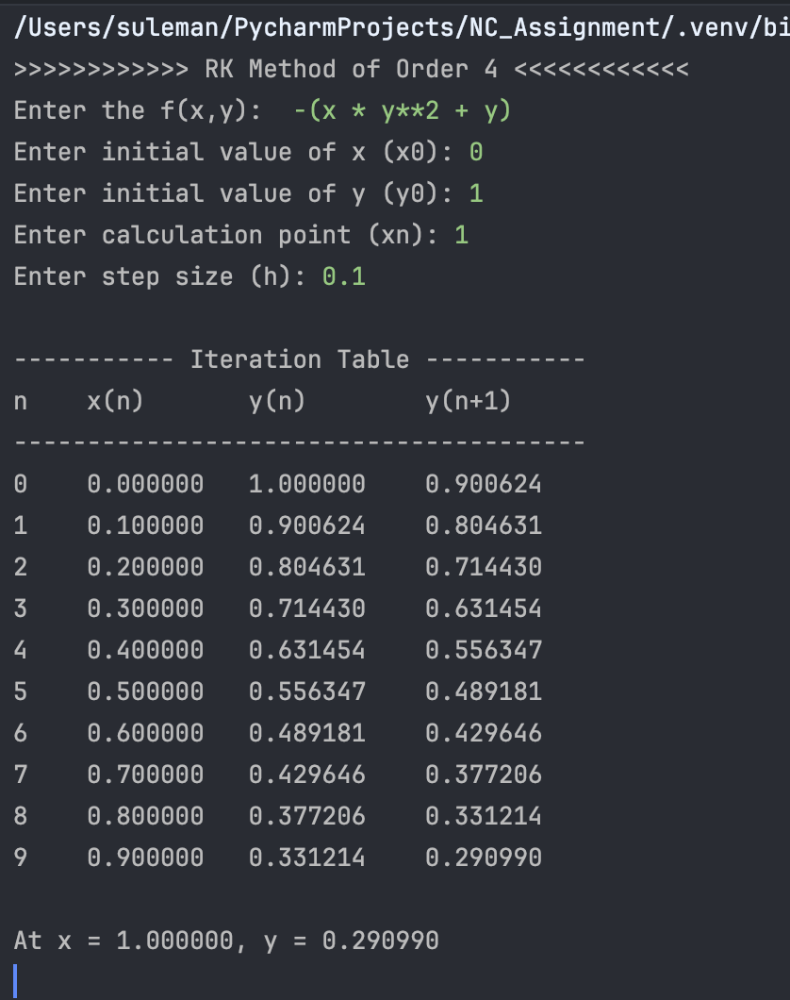 /Users/suleman/PycharmProjects/NC_Assignment/.venv/bi
>>>>>>>>>>>> RK Method of Order 4 <<<<<<<<<<<<
Enter the f(x,y):  -(x * y**2 + y)
Enter initial value of x (x0): 0
Enter initial value of y (y0): 1
Enter calculation point (xn): 1
Enter step size (h): 0.1
----------- Iteration Table -----------
n    x(n)       y(n)        y(n+1)
---------------------------------------
0    0.000000   1.000000    0.900624
1    0.100000   0.900624    0.804631
2    0.200000   0.804631    0.714430
3    0.300000   0.714430    0.631454
4    0.400000   0.631454    0.556347
5    0.500000   0.556347    0.489181
6    0.600000   0.489181    0.429646
7    0.700000   0.429646    0.377206
8    0.800000   0.377206    0.331214
9    0.900000   0.331214    0.290990
At x = 1.000000, y = 0.290990